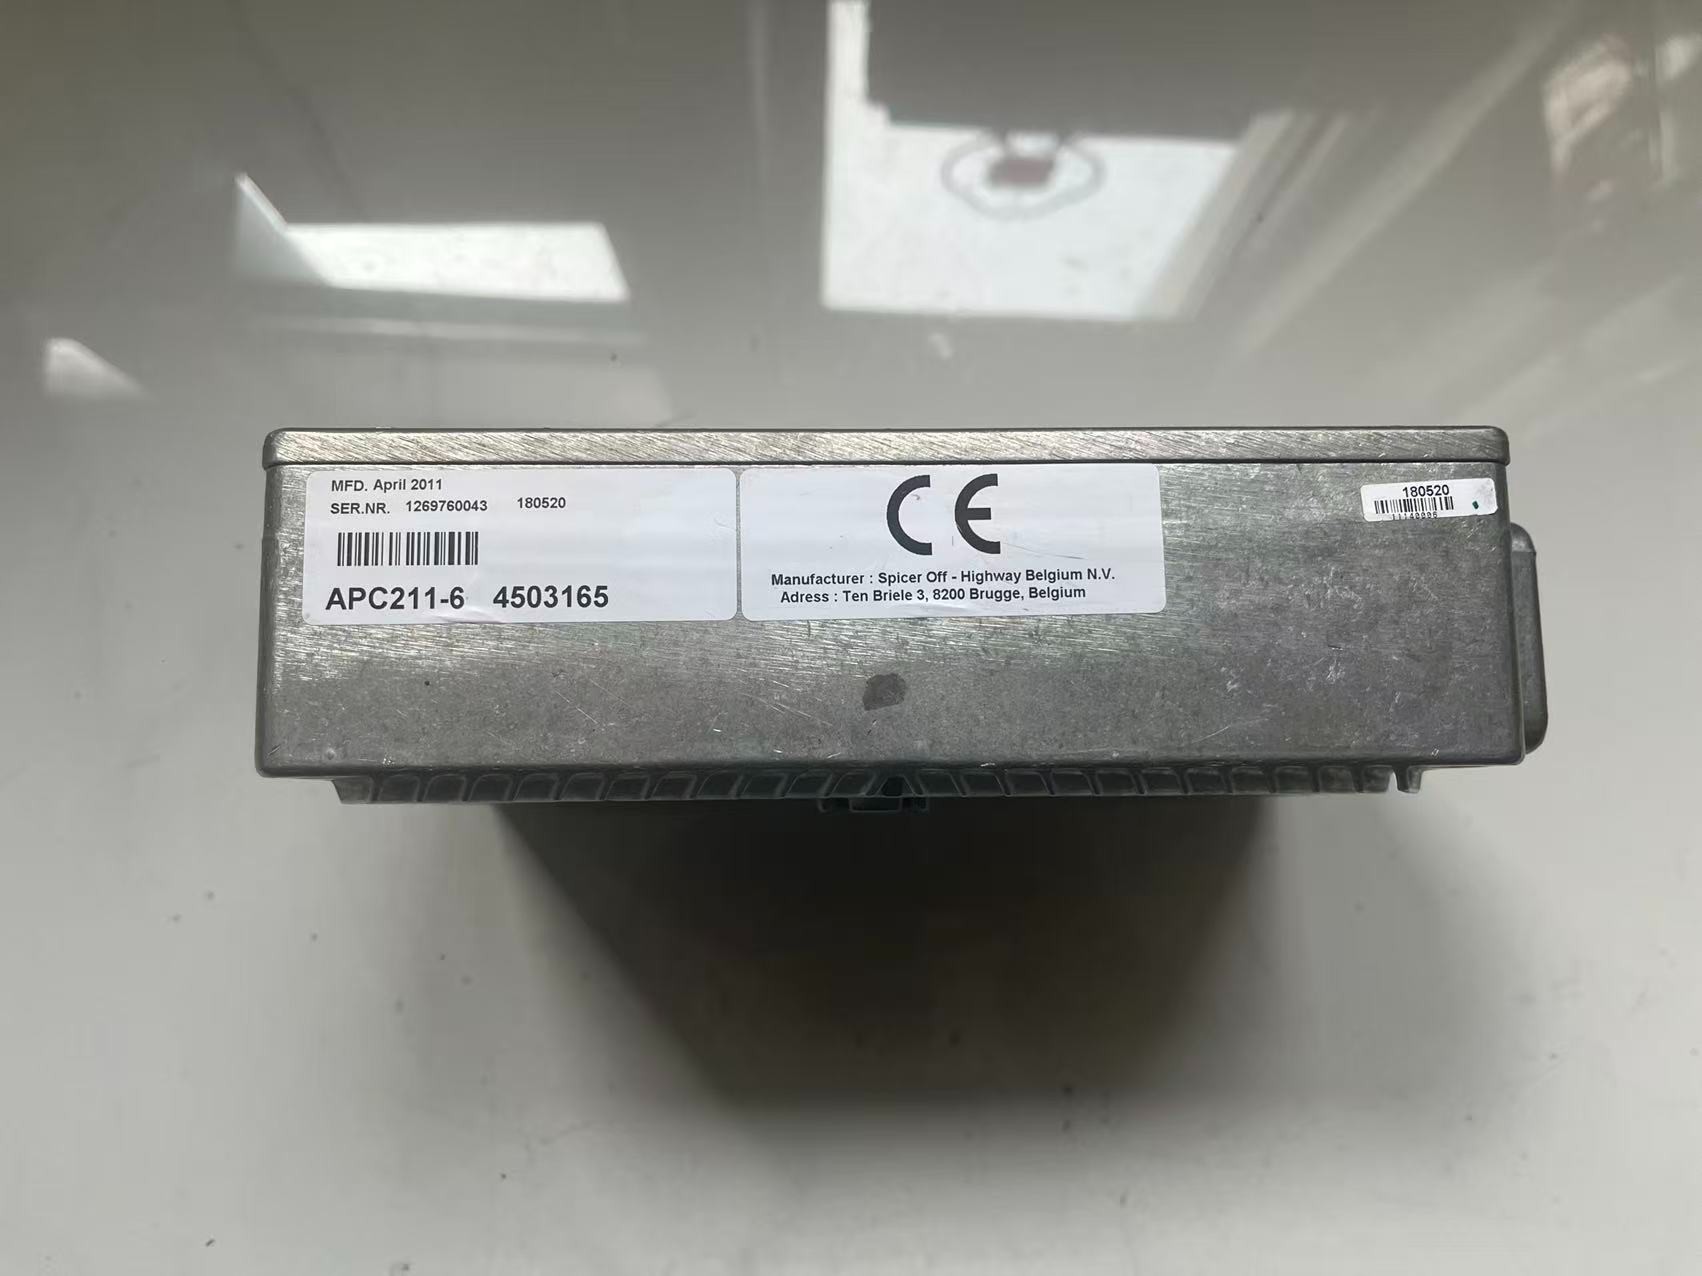 MFD. April 2011
SER.NR. 1269760043 180520
APC211-6 4503165
CE
Manufacturer : Spicer Off - Highway Belgium N.V.
Adress : Ten Briele 3, 8200 Brugge, Belgium
180520
11140006